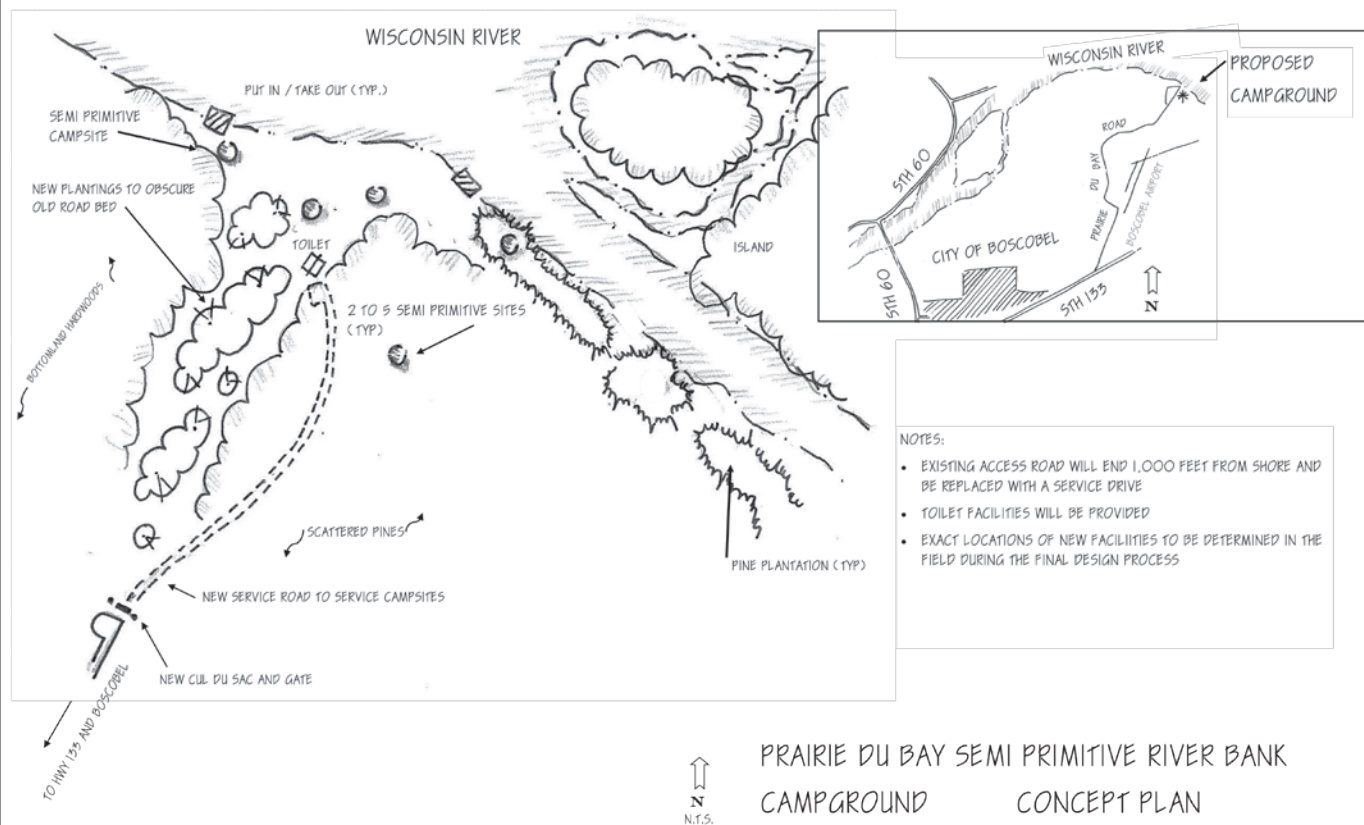 WISCONSIN RIVER
PUT IN / TAKE OUT (TYP.)
SEMI PRIMITIVE
CAMPSITE
NEW PLANTINGS TO OBSCURE
OLD ROAD BED
TOILET
ISLAND
BOTTOMLAND HARDWOODS
2 TO 5 SEMI PRIMITIVE SITES
(TYP)
SCATTERED PINES
PINE PLANTATION (TYP)
NEW SERVICE ROAD TO SERVICE CAMPSITES
NEW CUL DU SAC AND GATE
TO HWY 133 AND BOSCOBEL
WISCONSIN RIVER
PROPOSED
CAMPGROUND
STH 60
ROAD
PRAIRIE DU BAY
BOSCOBEL AIRPORT
CITY OF BOSCOBEL
STH 60
STH 133
N
NOTES:
• EXISTING ACCESS ROAD WILL END 1,000 FEET FROM SHORE AND
BE REPLACED WITH A SERVICE DRIVE
• TOILET FACILITIES WILL BE PROVIDED
• EXACT LOCATIONS OF NEW FACILIITIES TO BE DETERMINED IN THE
FIELD DURING THE FINAL DESIGN PROCESS
N
N.T.S.
PRAIRIE DU BAY SEMI PRIMITIVE RIVER BANK
CAMPGROUND CONCEPT PLAN